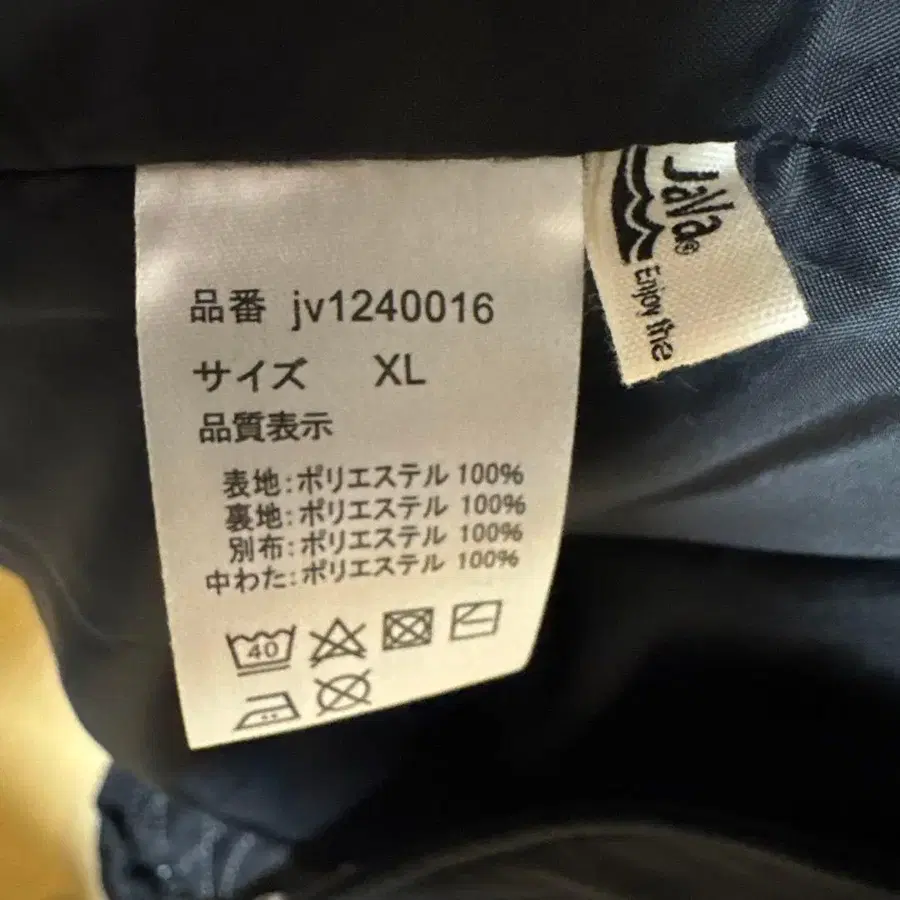 品番 jv1240016
サイズ XL
品質表示
表地:ポリエステル 100%
裏地:ポリエステル 100%
別布:ポリエステル 100%
中わた:ポリエステル 100%
40
JaVa®
Enjoy the